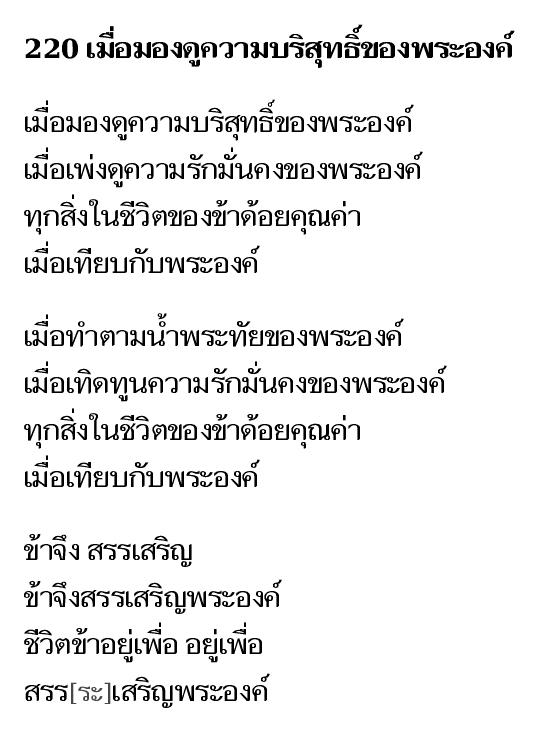 220 เมื่อมองดูความบริสุทธิ์ของพระองค์
เมื่อมองดูความบริสุทธิ์ของพระองค์
เมื่อเพ่งดูความรักมั่นคงของพระองค์
ทุกสิ่งในชีวิตของข้าด้อยคุณค่า
เมื่อเทียบกับพระองค์
เมื่อทำตามน้ำพระทัยของพระองค์
เมื่อเทิดทูนความรักมั่นคงของพระองค์
ทุกสิ่งในชีวิตของข้าด้อยคุณค่า
เมื่อเทียบกับพระองค์
ข้าจึง สรรเสริญ
ข้าจึงสรรเสริญพระองค์
ชีวิตข้าอยู่เพื่อ อยู่เพื่อ
สรร[ระ]เสริญพระองค์